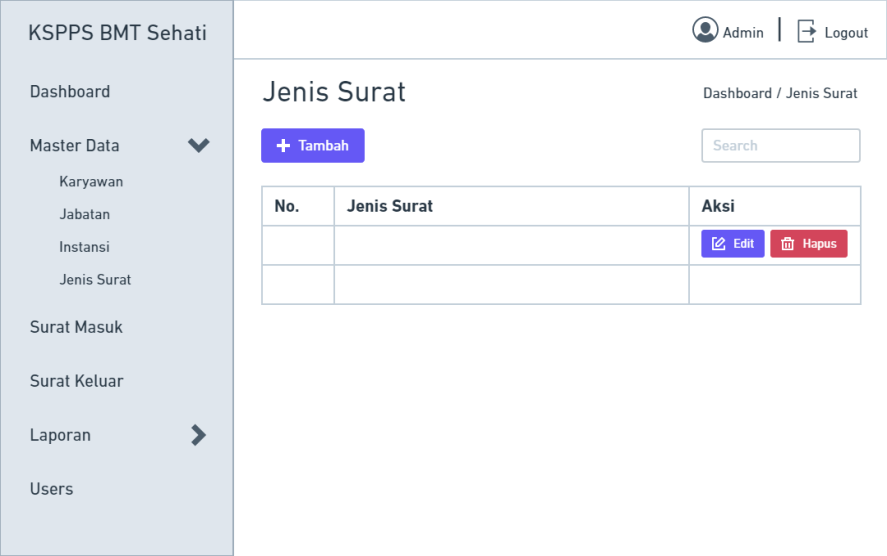 KSPPS BMT Sehati
Admin
Logout
Dashboard
Master Data
Karyawan
Jabatan
Instansi
Jenis Surat
Surat Masuk
Surat Keluar
Laporan
Users
Jenis Surat
Dashboard / Jenis Surat
Tambah
Search
No. Jenis Surat Aksi
Edit Hapus